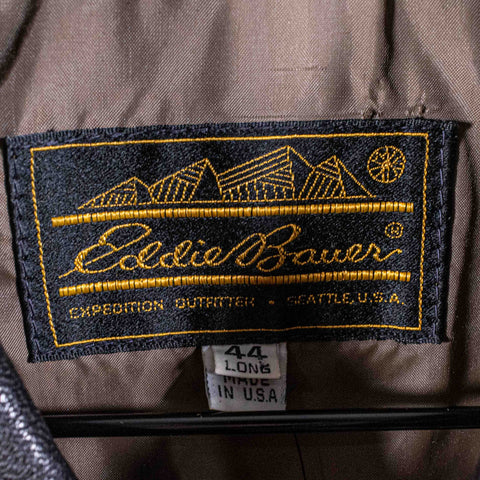 Eddie Bauer®
EXPEDITION OUTFITTER • SEATTLE, U.S.A.
44
LONG
MADE
IN U.S.A